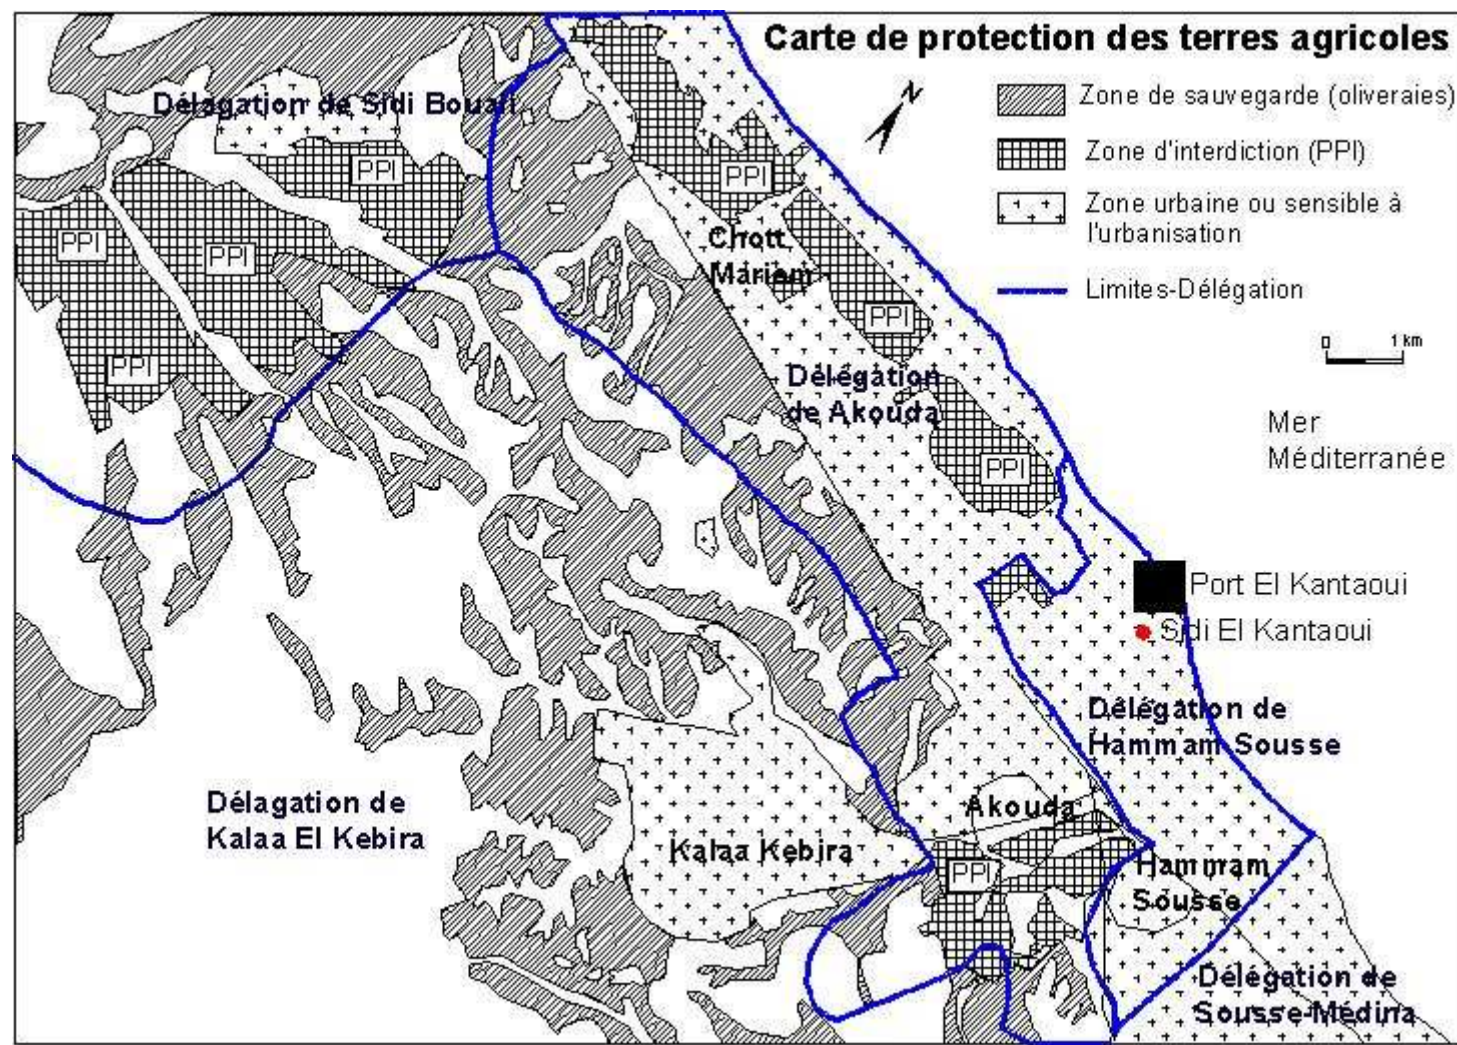 Carte de protection des terres agricoles
N
Zone de sauvegarde (oliveraies)
Zone d'interdiction (PPI)
Zone urbaine ou sensible à
l'urbanisation
Limites-Délégation
0 1 km
Délagation de Sidi Bouali
PPI
PPI
PPI
PPI
PPI
Chott
Mariem
PPI
Délégation
de Akouda
Mer
Méditerranée
PPI
Port El Kantaoui
Sidi El Kantaoui
Délégation de
Hammam Sousse
Délagation de
Kalaa El Kebira
Akouda
Kalaa Kebira
PPI
Hammam
Sousse
Délégation de
Sousse-Médina